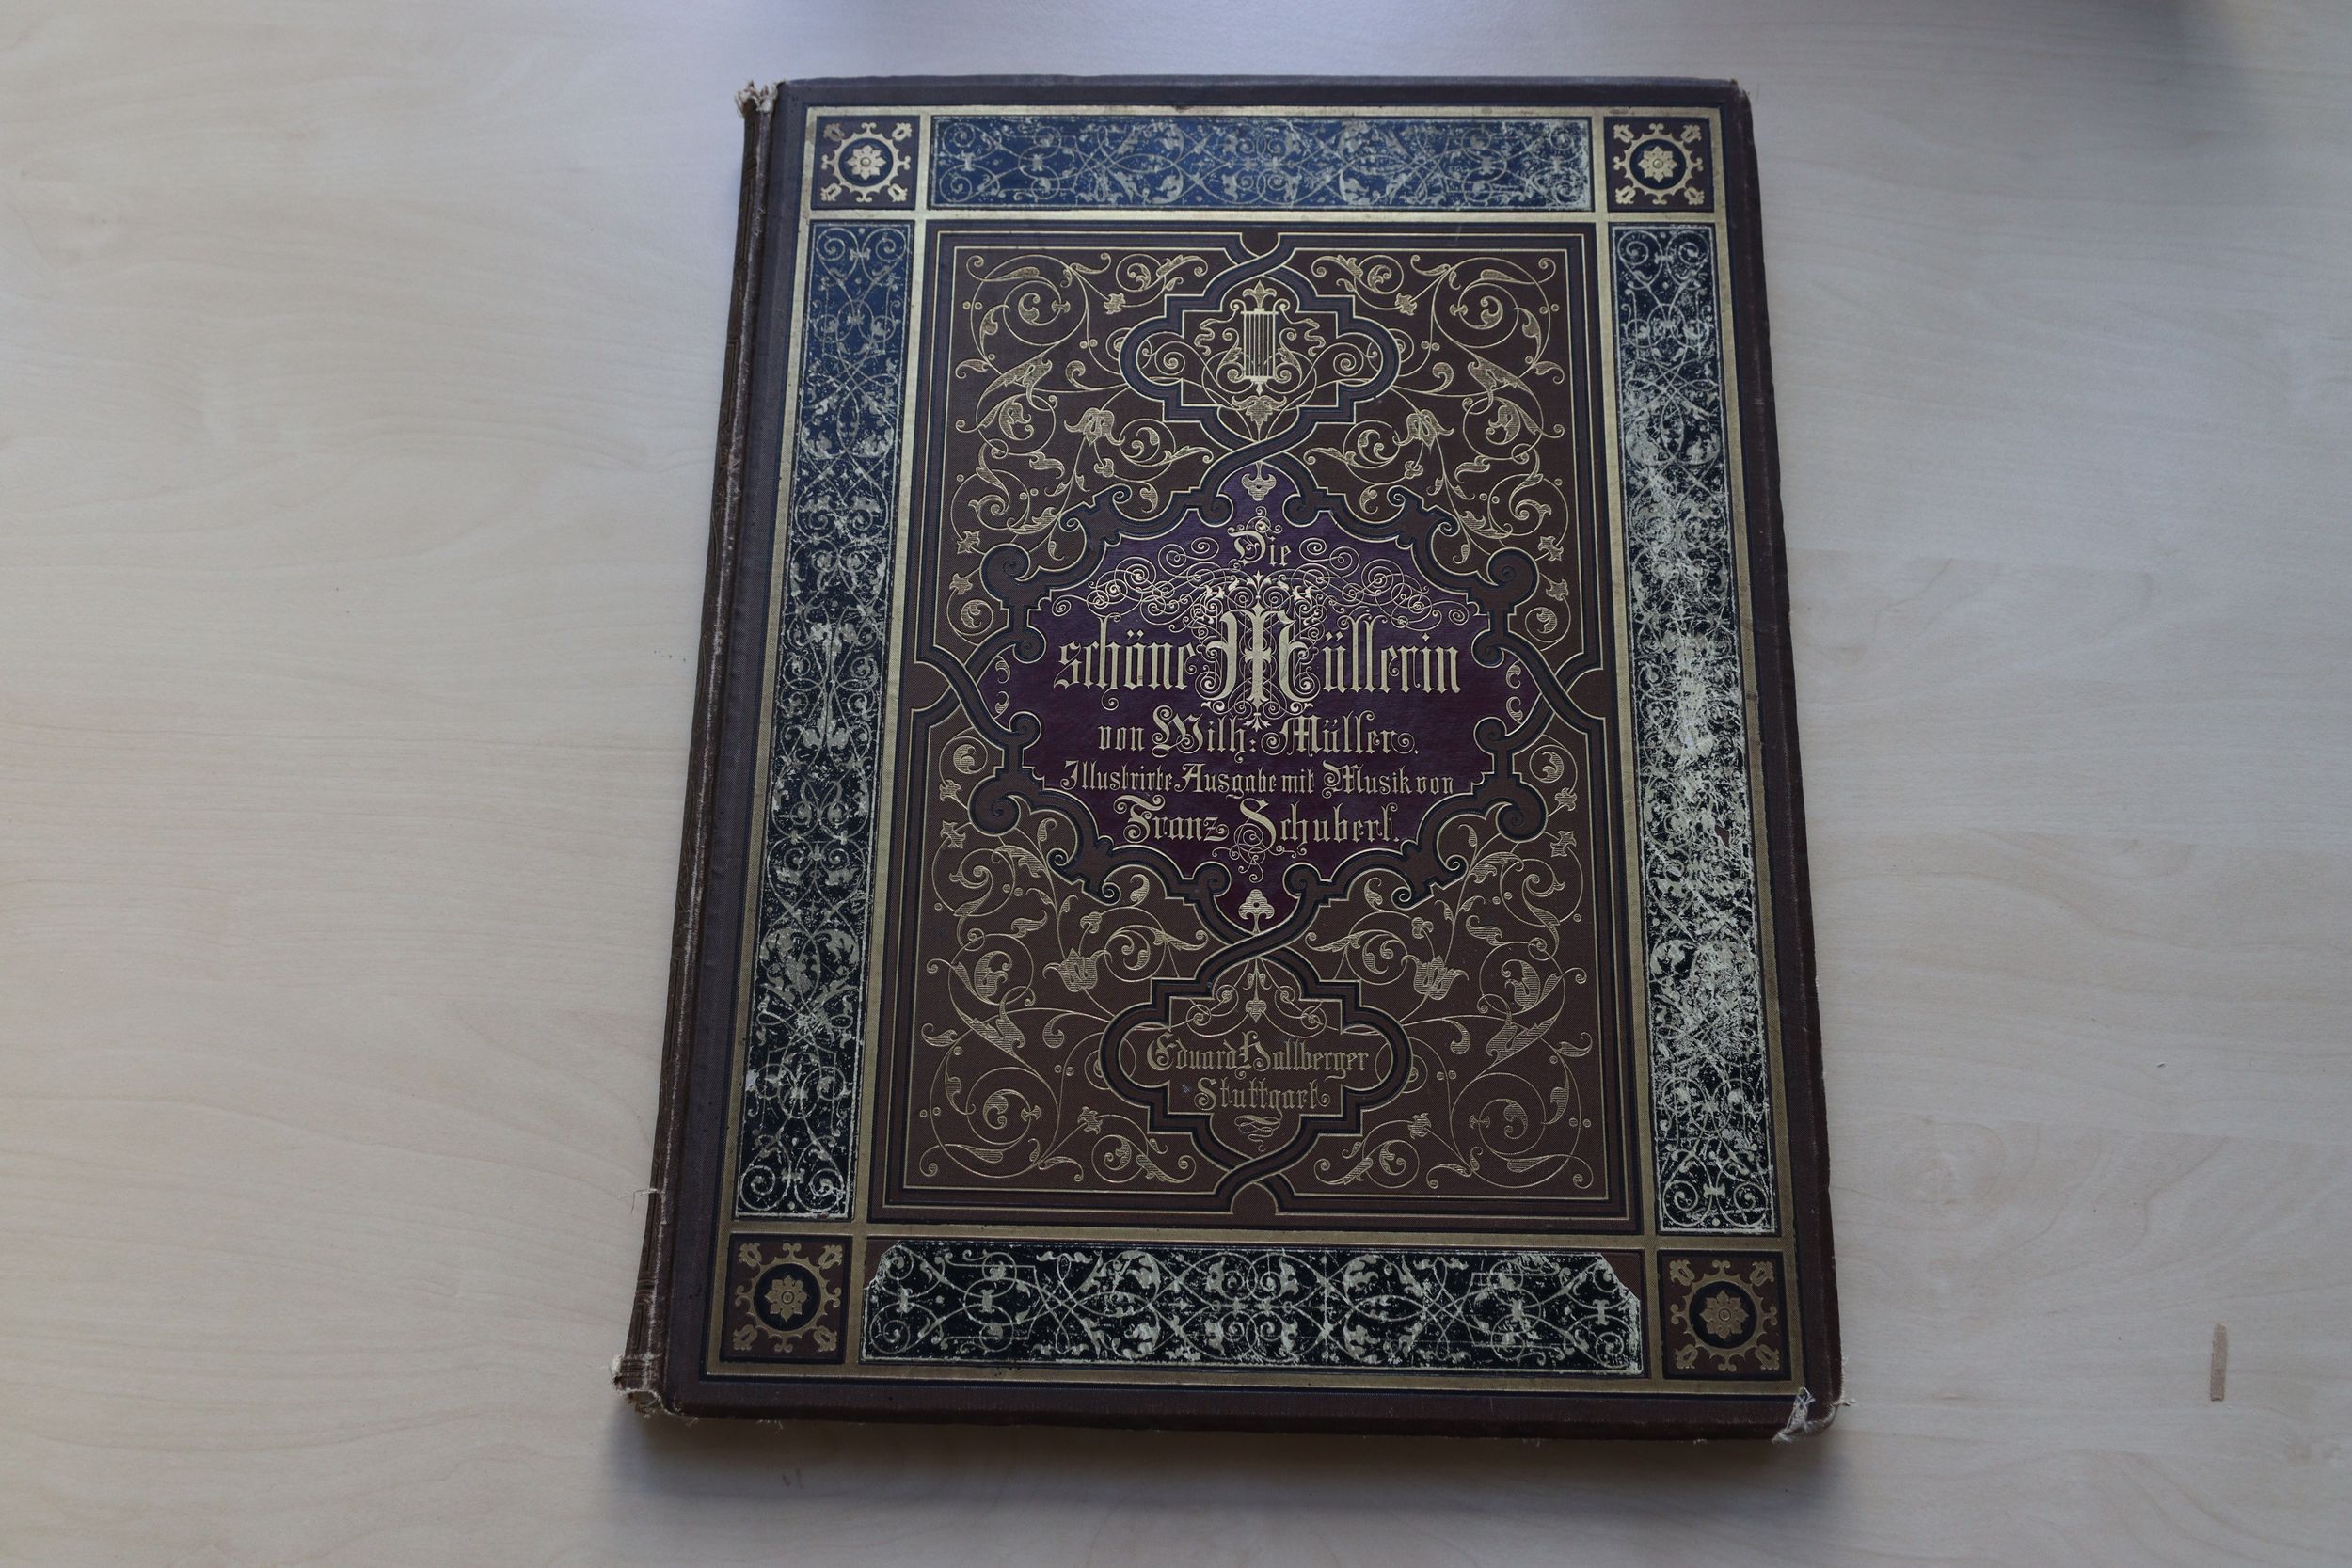 Die
schöne Müllerin
von Wilh: Müller.
Illustrirte Ausgabe mit Musik von
Franz Schubert.
Eduard Hallberger
Stuttgart